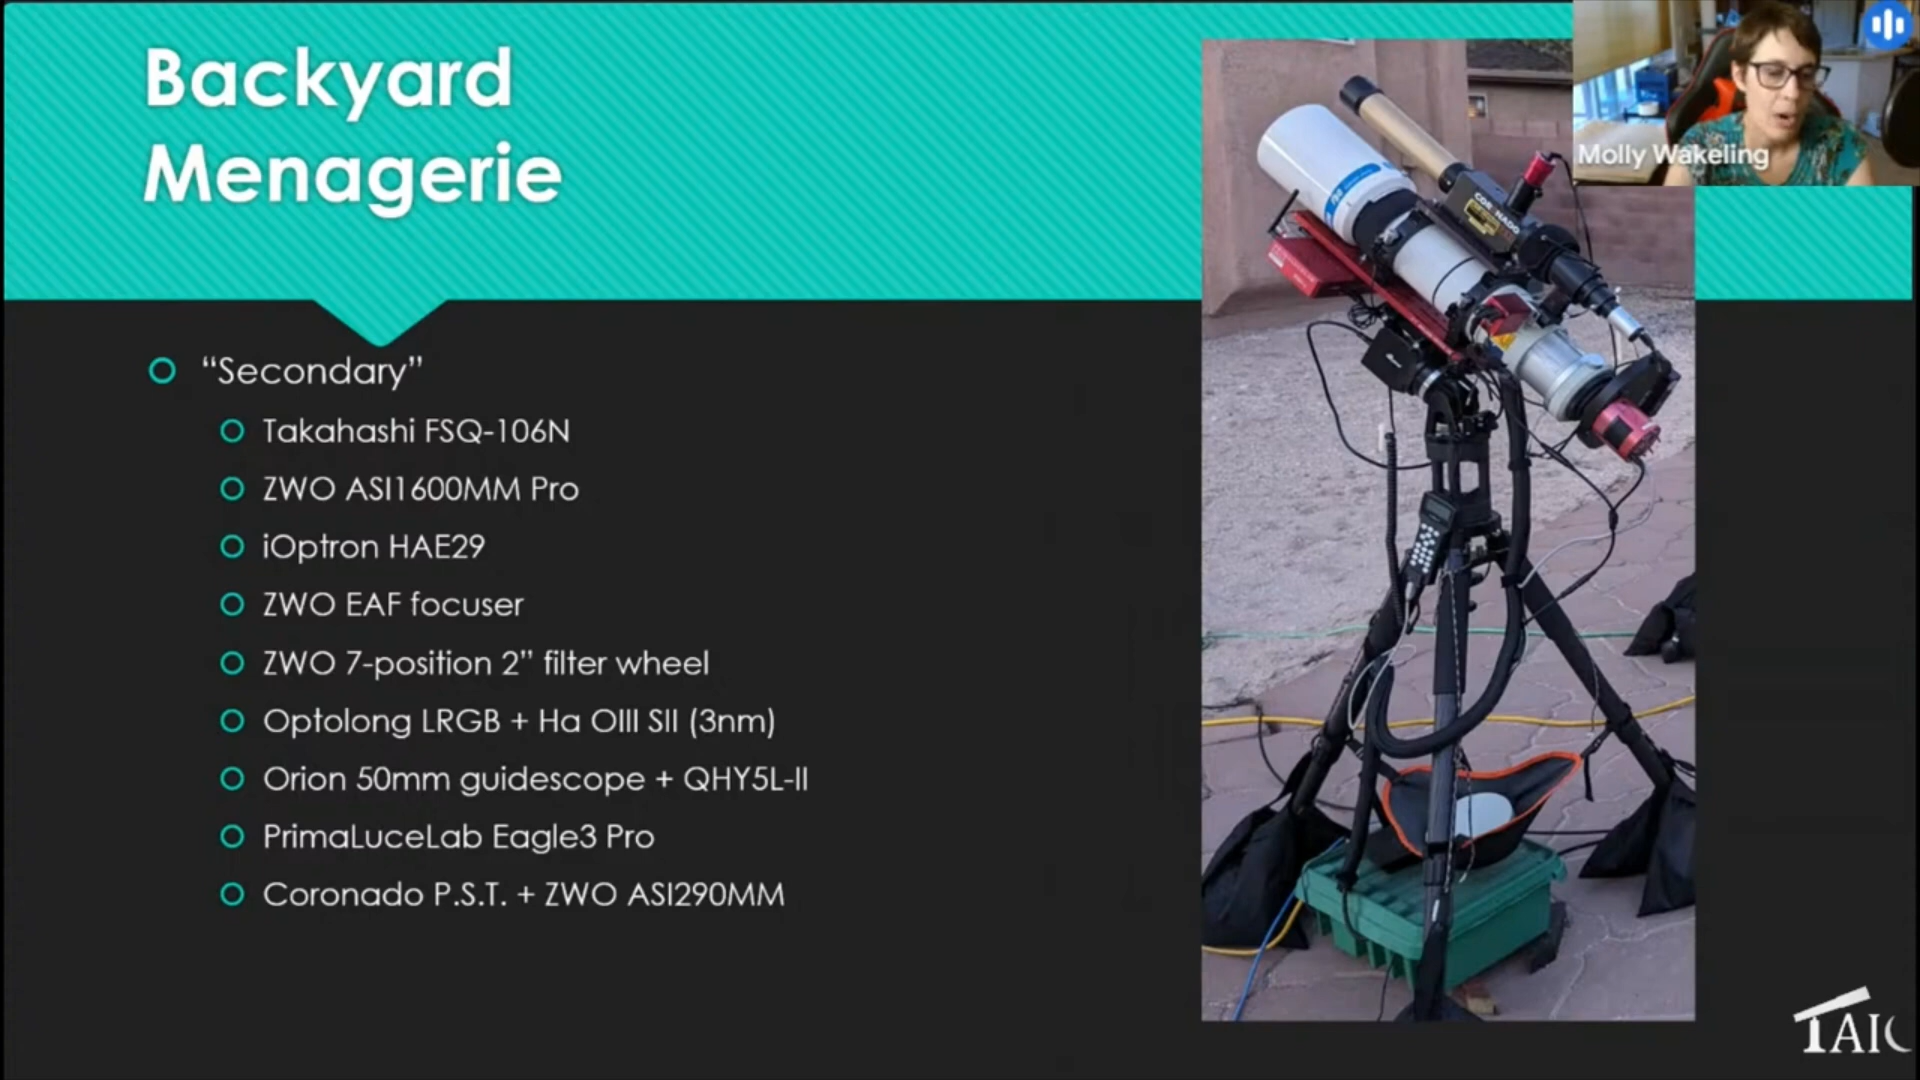 Backyard
Menagerie
Molly Wakeling
“Secondary”
Takahashi FSQ-106N
ZWO ASI1600MM Pro
iOptron HAE29
ZWO EAF focuser
ZWO 7-position 2” filter wheel
Optolong LRGB + Ha OIII SII (3nm)
Orion 50mm guidescope + QHY5L-II
PrimaLuceLab Eagle3 Pro
Coronado P.S.T. + ZWO ASI290MM
CORONADO
TAIC